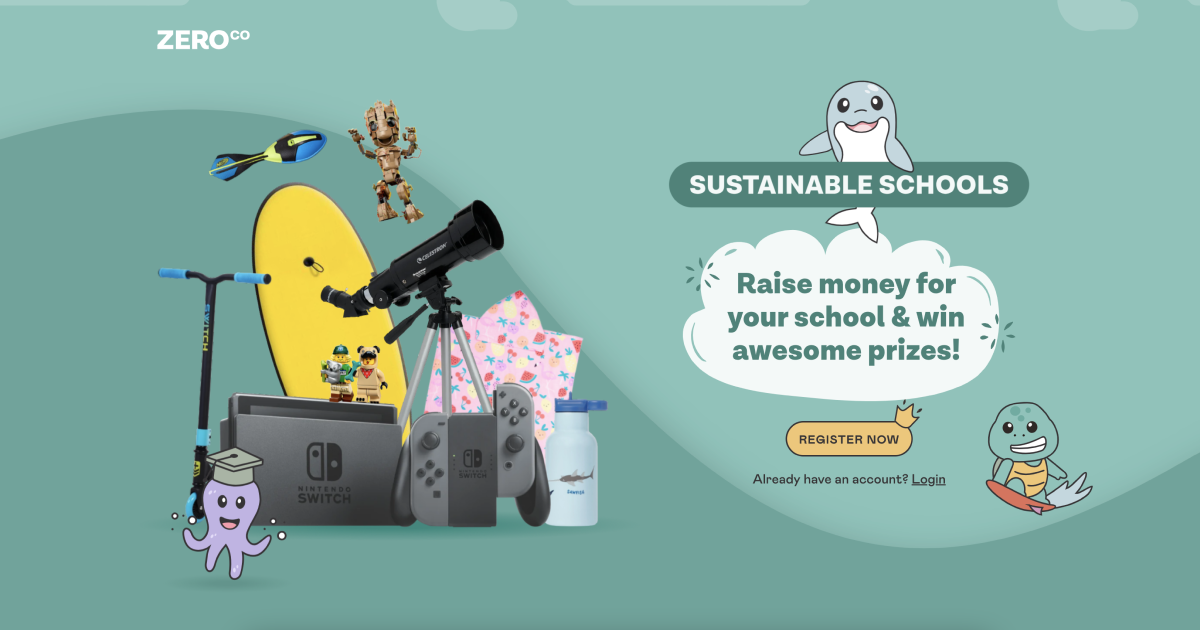 ZERO CO
SUSTAINABLE SCHOOLS
Raise money for
your school & win
awesome prizes!
REGISTER NOW
Already have an account? Login
CELESTRON
NINTENDO
SWITCH
NINTENDO
SWITCH